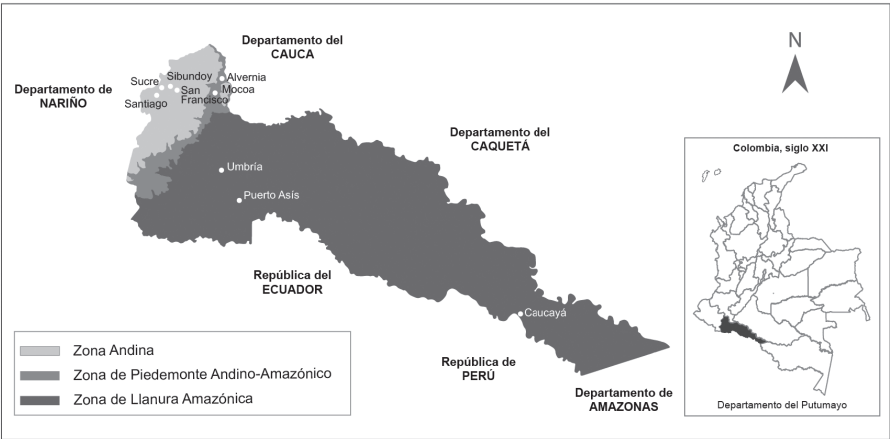 Departamento del
CAUCA
N
Departamento de
NARIÑO
Sucre
Sibundoy
Santiago
San
Francisco
Alvernia
Mocoa
Departamento del
CAQUETÁ
Umbría
Puerto Asís
República del
ECUADOR
Caucayá
República de
PERÚ
Departamento de
AMAZONAS
Zona Andina
Zona de Piedemonte Andino-Amazónico
Zona de Llanura Amazónica
Colombia, siglo XXI
Departamento del Putumayo